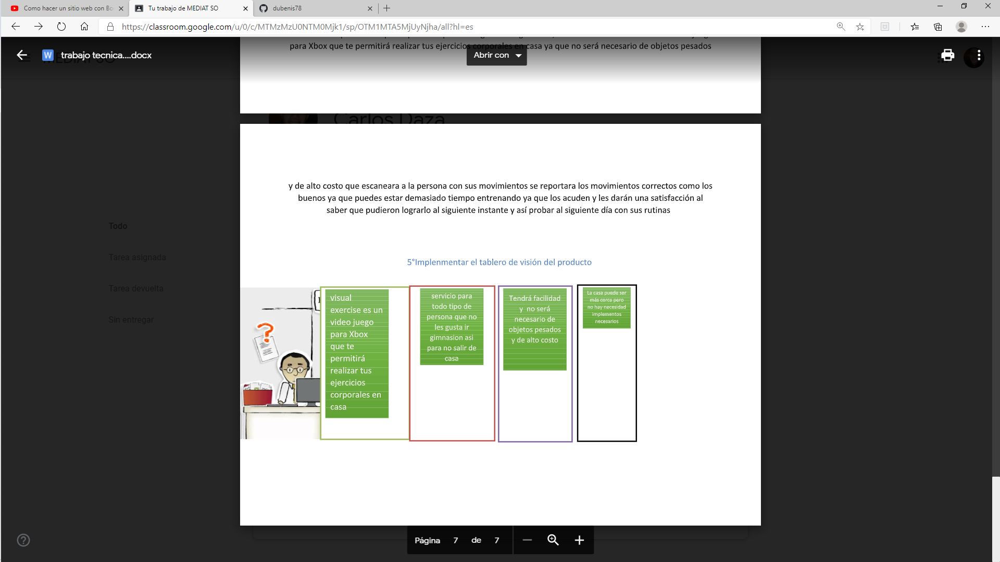 Como hacer un sitio web con Bo
Tu trabajo de MEDIAT SO
dubenis78
https://classroom.google.com/u/0/c/MTMzMzU0NTM0Mjk1/sp/OTM1MTA5MjUyNjha/all?hl=es
para Xbox que te permitirá realizar tus ejercicios corporales en casa ya que no será necesario de objetos pesados
W trabajo tecnica....docx
MEDIAT SO
Abrir con
Carlos Daza
Todo
Tarea asignada
Tarea devuelta
Sin entregar
y de alto costo que escaneara a la persona con sus movimientos se reportara los movimientos correctos como los
buenos ya que puedes estar demasiado tiempo entrenando ya que los acuden y les darán una satisfacción al
saber que pudieron lograrlo al siguiente instante y así probar al siguiente día con sus rutinas
5°Implenmentar el tablero de visión del producto
visual
exercise es un
video juego
para Xbox
que te
permitirá
realizar tus
ejercicios
corporales en
casa
servicio para
todo tipo de
persona que no
les gusta ir
gimnasion asi
para no salir de
casa
Tendrá facilidad
y no será
necesario de
objetos pesados
y de alto costo
La casa puede ser
más cerca pero
no hay necesidad
implementos
necesarios
Página 7 de 7